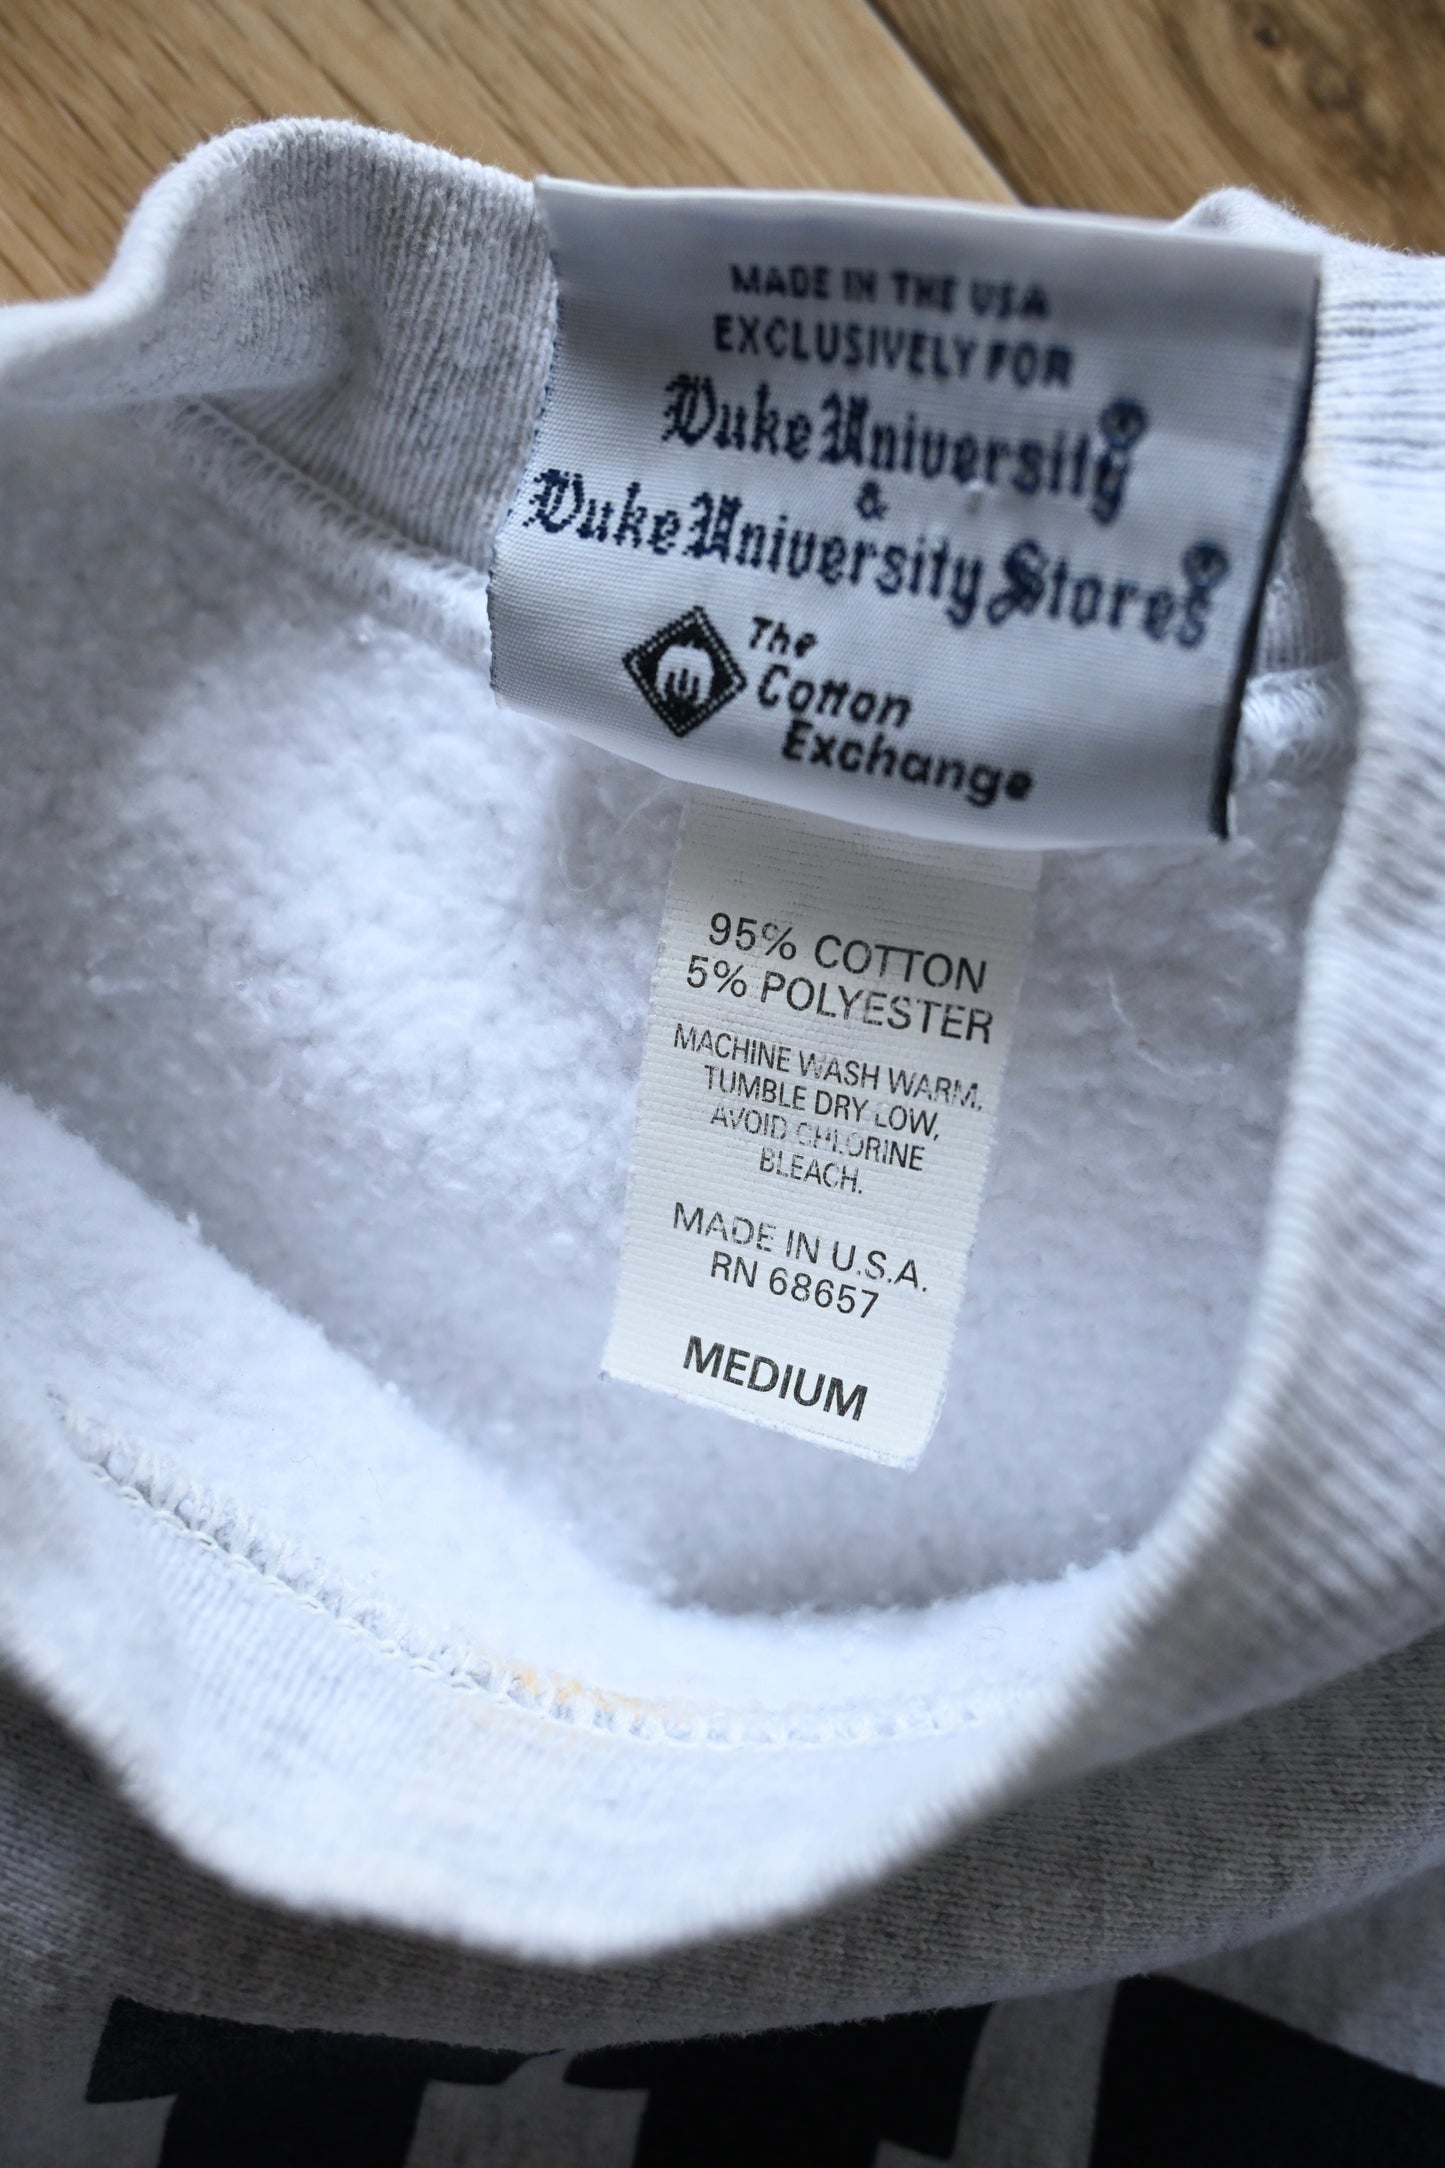 MADE IN THE USA
EXCLUSIVELY FOR
Duke University®
&
Duke University Stores®
The
Cotton
Exchange
95% COTTON
5% POLYESTER
MACHINE WASH WARM.
TUMBLE DRY LOW,
AVOID CHLORINE
BLEACH.
MADE IN U.S.A.
RN 68657
MEDIUM